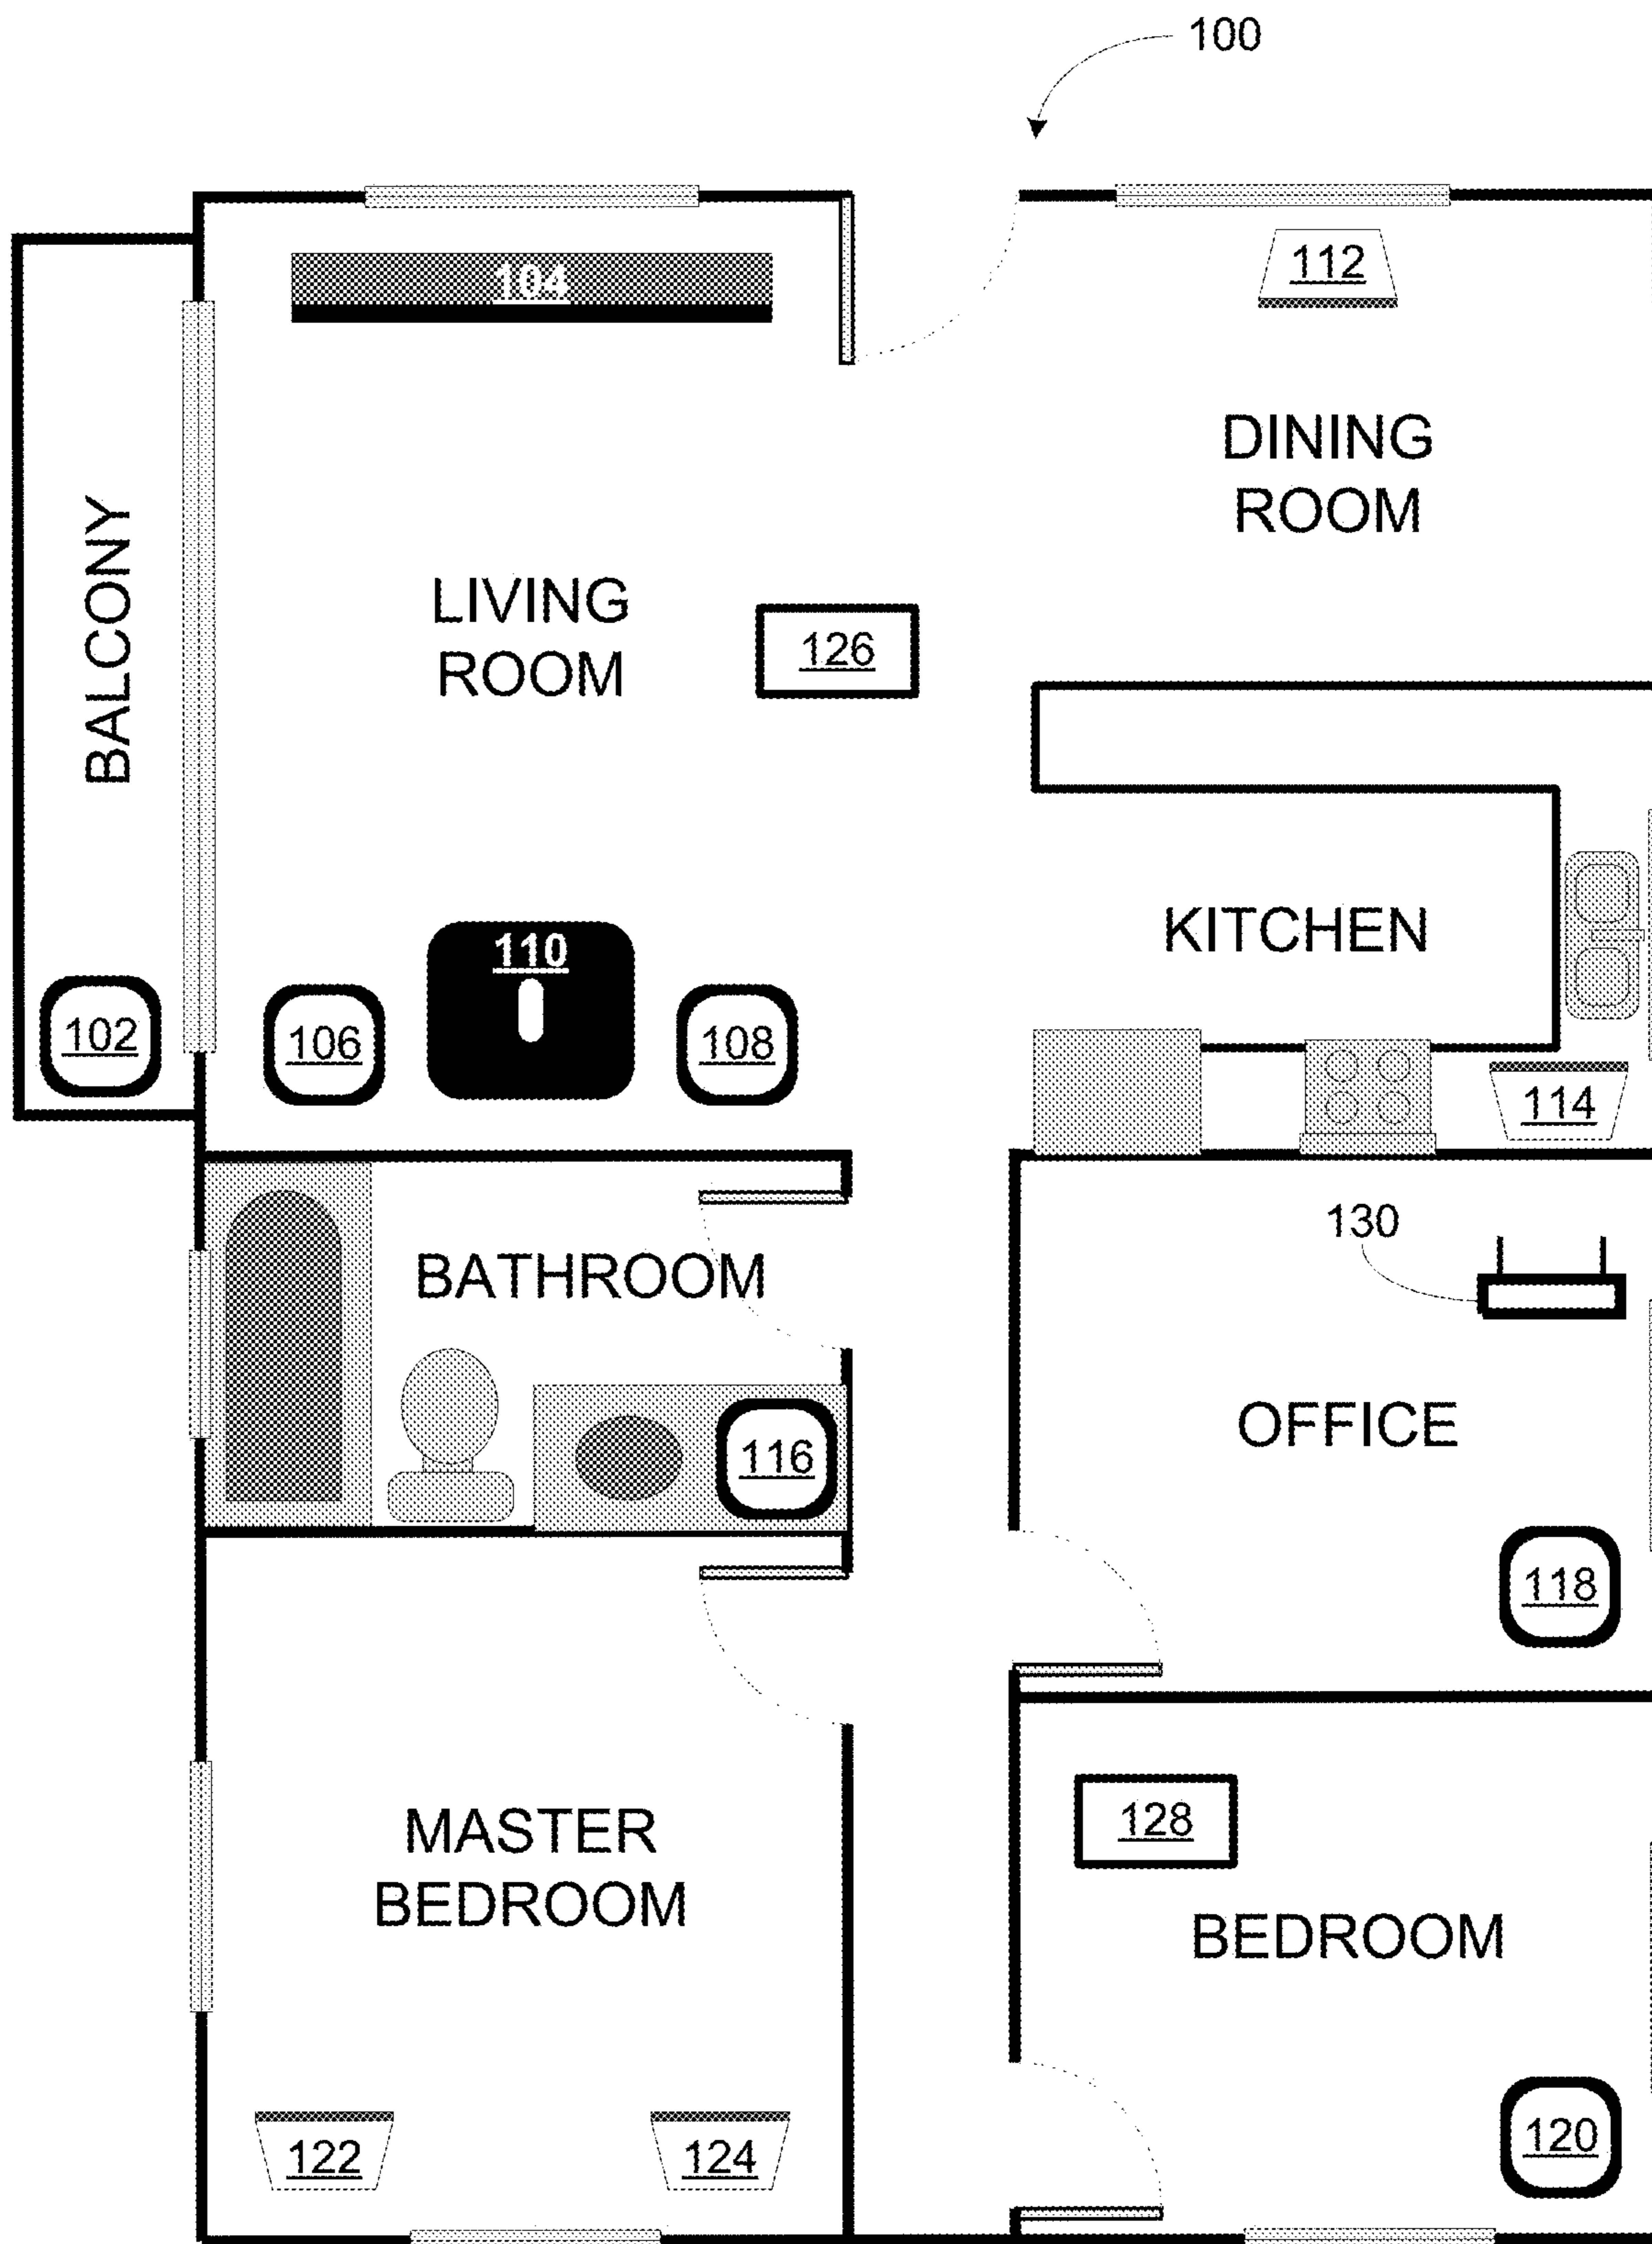 100
104
112
DINING
ROOM
BALCONY
LIVING
ROOM
126
KITCHEN
110
102
106
108
114
130
BATHROOM
OFFICE
116
118
128
MASTER
BEDROOM
BEDROOM
122
124
120